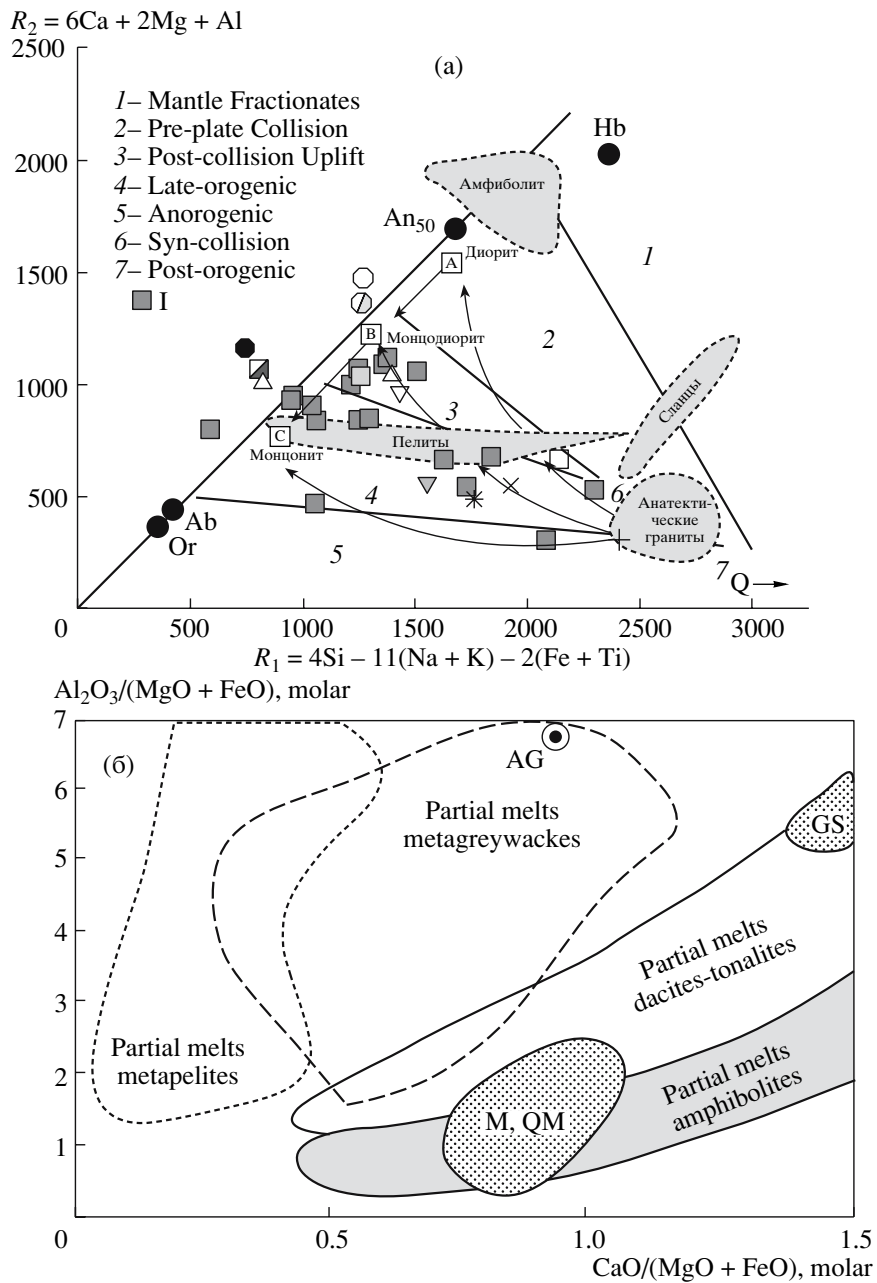 R₂ = 6Ca + 2Mg + Al
2500
(а)
1– Mantle Fractionates
2– Pre-plate Collision
3– Post-collision Uplift
4– Late-orogenic
5– Anorogenic
6– Syn-collision
7– Post-orogenic
Hb
2000
Амфиболит
An₅₀
A
Диорит
1
1500
I
B
Монцодиорит
2
1000
3
Сланцы
C
Пелиты
Монцонит
500
4
6
Анатекти-
ческие
граниты
Ab
Or
5
7
Q
0
500
1000
1500
2000
2500
3000
R₁ = 4Si – 11(Na + K) – 2(Fe + Ti)
Al₂O₃/(MgO + FeO), molar
7
(б)
AG
6
Partial melts
metagreywackes
GS
5
4
Partial melts
dacites-tonalites
3
Partial melts
metapelites
2
Partial melts
amphibolites
M, QM
1
0
0.5
1.0
1.5
CaO/(MgO + FeO), molar